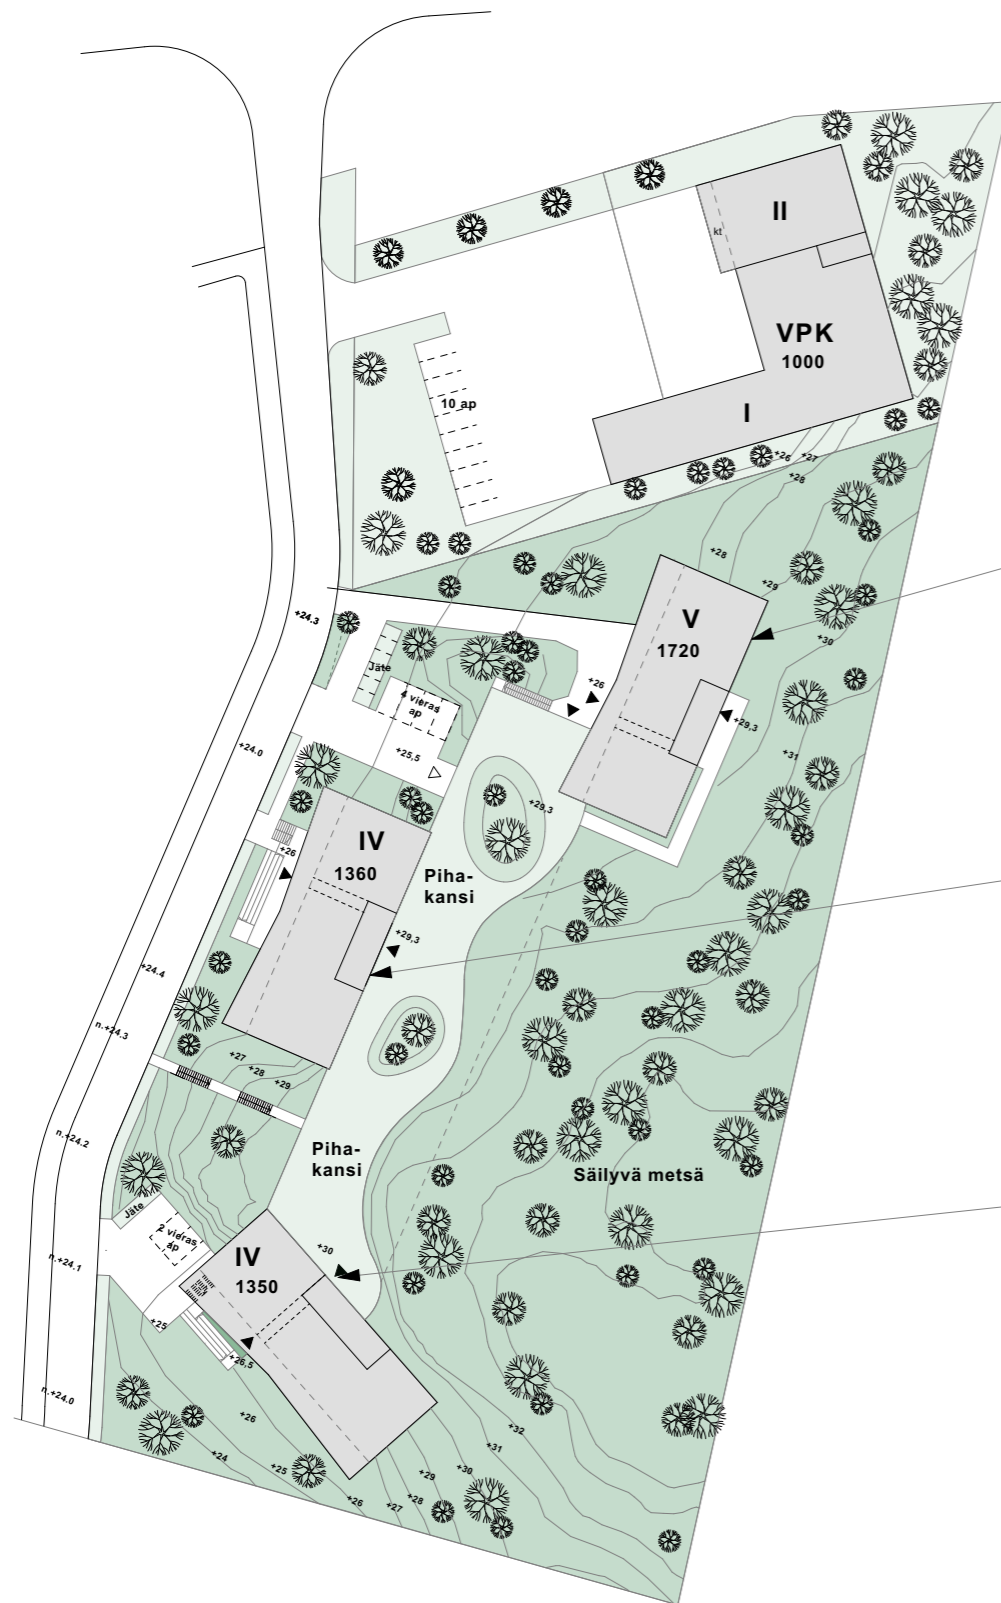 II
kt
VPK
1000
10 ap
I
+26
+27
+28
+28
+29
+30
V
1720
+24.3
Jäte
4 vieras
ap
+26
+29,3
+24.0
+25,5
+31
+29,3
IV
1360
+26
Piha-
kansi
+29,3
+24.4
n.+24.3
+27
+28
+29
n.+24.2
Piha-
kansi
Säilyvä metsä
Jäte
2 vieras
ap
n.+24.1
IV
1350
+30
+25
+26,5
n.+24.0
+26
+24
+25
+26
+27
+28
+29
+30
+31
+32